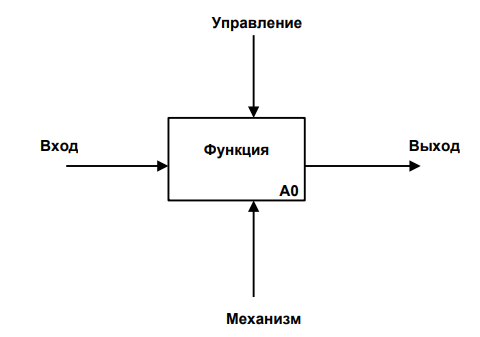 Управление
Вход
Функция
Выход
A0
Механизм